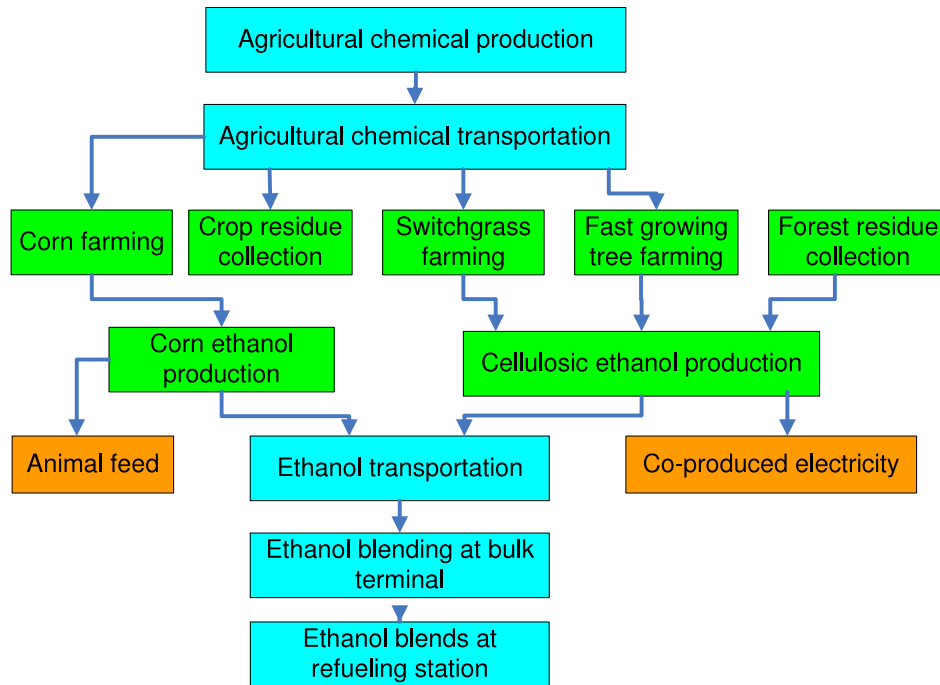 Agricultural chemical production
Agricultural chemical transportation
Corn farming
Crop residue
collection
Switchgrass
farming
Fast growing
tree farming
Forest residue
collection
Corn ethanol
production
Cellulosic ethanol production
Animal feed
Ethanol transportation
Co-produced electricity
Ethanol blending at bulk
terminal
Ethanol blends at
refueling station